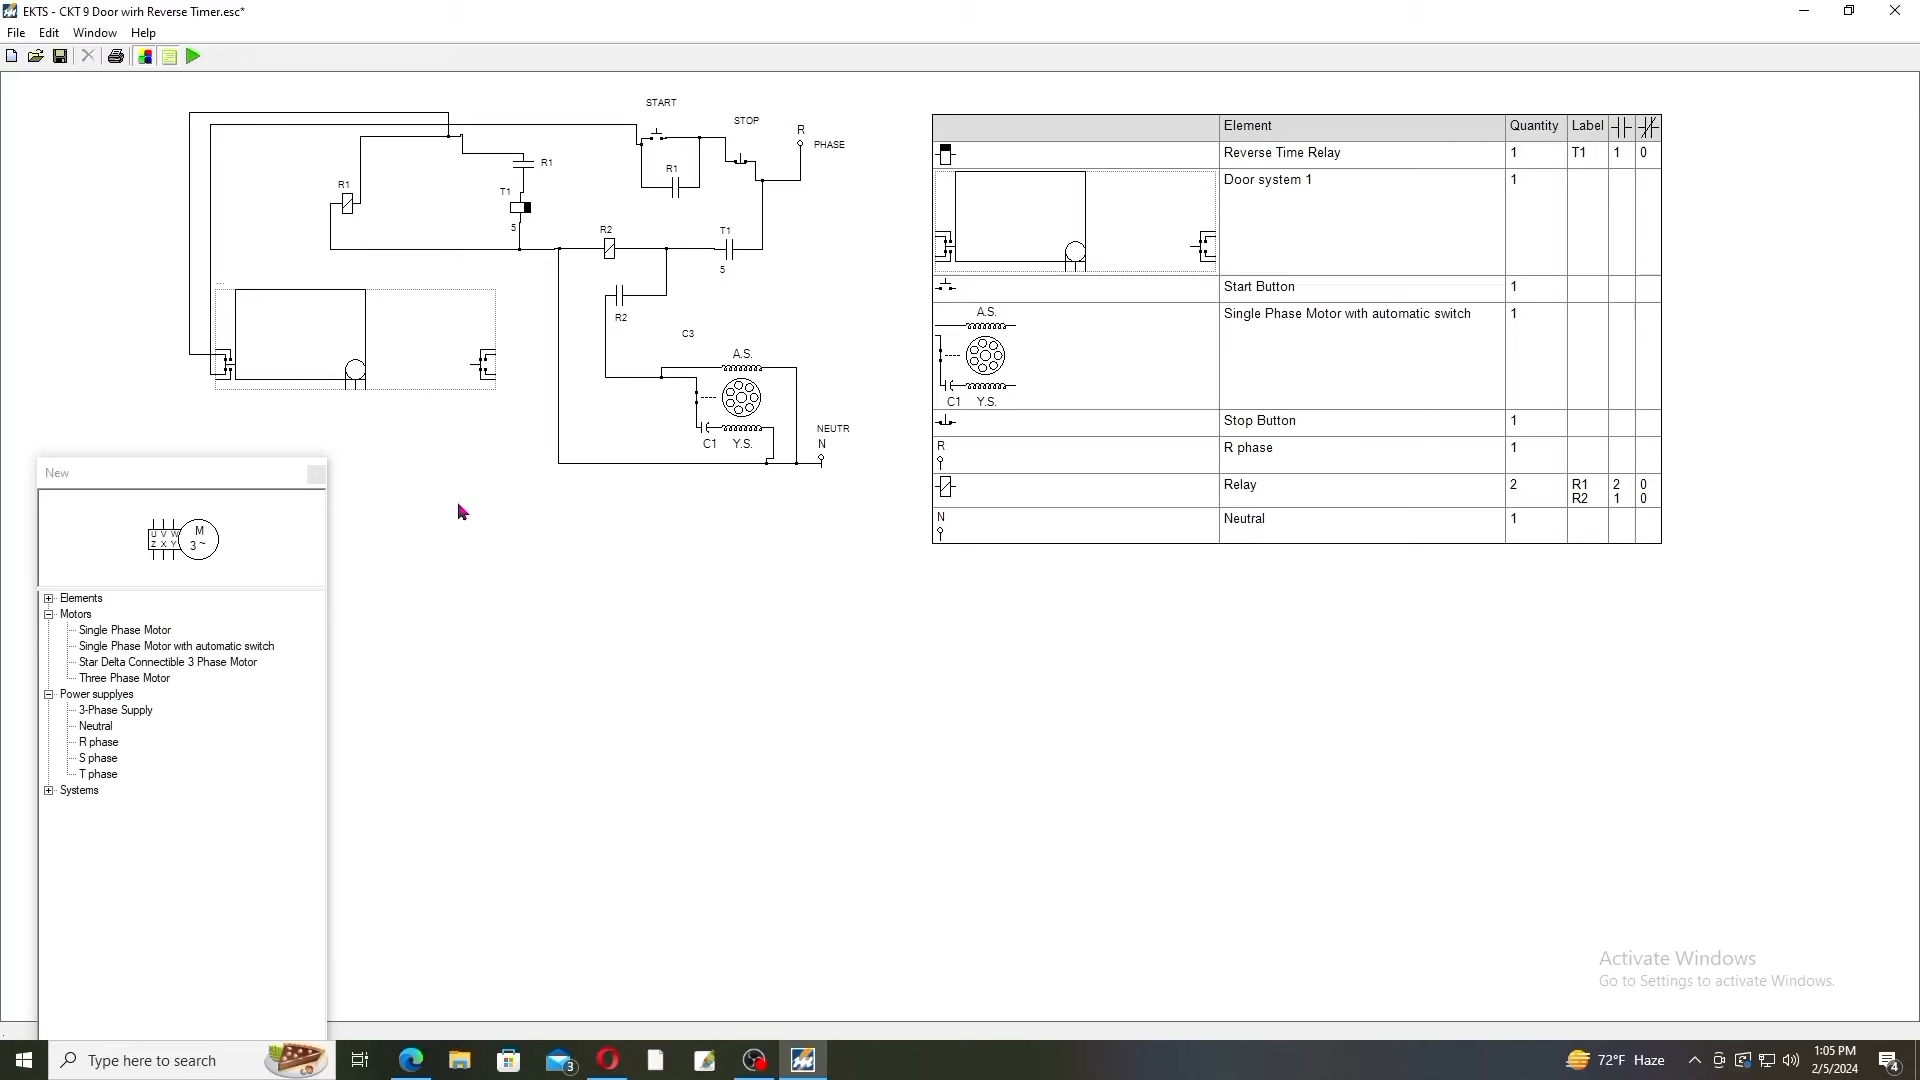 EKTS - CKT 9 Door wirh Reverse Timer.esc*
File Edit Window Help
START
STOP
R
PHASE
R1
R1
R1
T1
5
R2
T1
5
R2
C3
A.S.
C1 Y.S.
NEUTR
N
Element Quantity Label
Reverse Time Relay 1 T1 1 0
Door system 1 1
Start Button 1
A.S.
Single Phase Motor with automatic switch 1
C1 Y.S.
Stop Button 1
R
R phase 1
Relay 2 R1 2 0
R2 1 0
N
Neutral 1
New
U V W
Z X Y
M
3 ~
Elements
Motors
Single Phase Motor
Single Phase Motor with automatic switch
Star Delta Connectible 3 Phase Motor
Three Phase Motor
Power supplyes
3-Phase Supply
Neutral
R phase
S phase
T phase
Systems
Activate Windows
Go to Settings to activate Windows.
Type here to search
3
72°F Haze
1:05 PM
2/5/2024
4